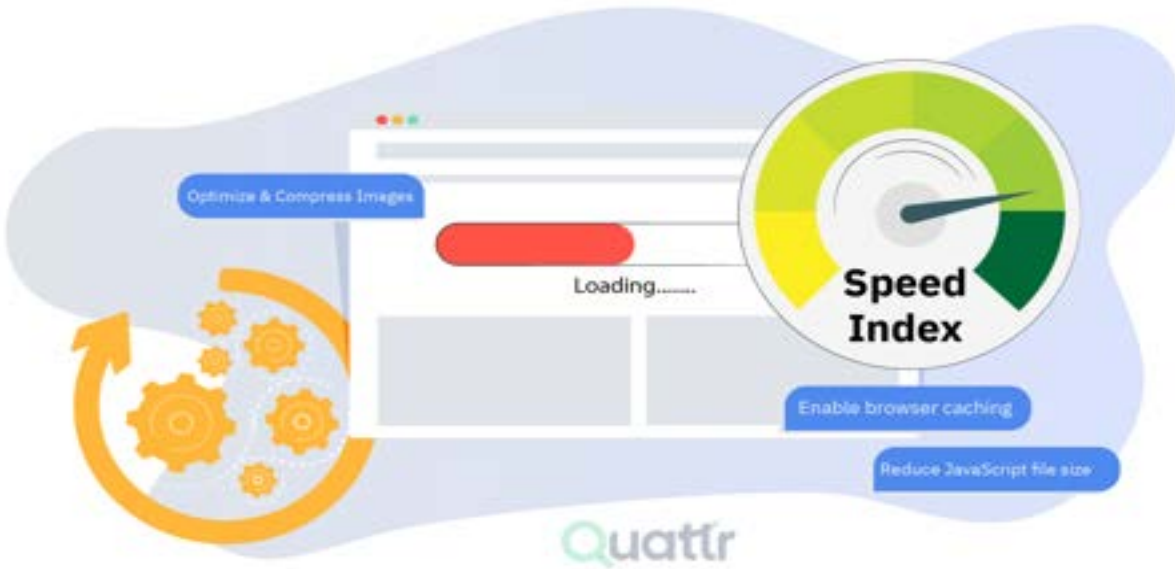 Optimize & Compress Images
Loading........
Speed
Index
Enable browser caching
Reduce JavaScript file size
Quattr